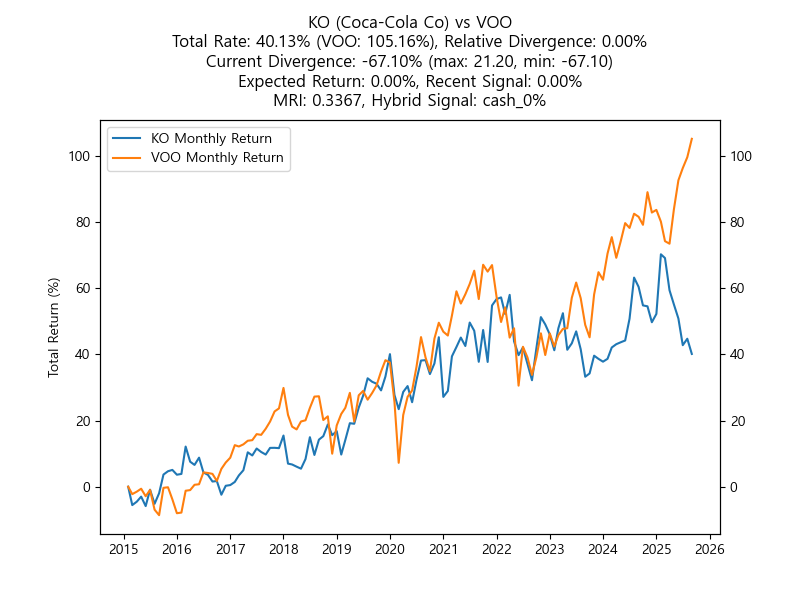 KO (Coca-Cola Co) vs VOO
Total Rate: 40.13% (VOO: 105.16%), Relative Divergence: 0.00%
Current Divergence: -67.10% (max: 21.20, min: -67.10)
Expected Return: 0.00%, Recent Signal: 0.00%
MRI: 0.3367, Hybrid Signal: cash_0%
KO Monthly Return
VOO Monthly Return
Total Return (%)
100
80
60
40
20
0
100
80
60
40
20
0
2015 2016 2017 2018 2019 2020 2021 2022 2023 2024 2025 2026